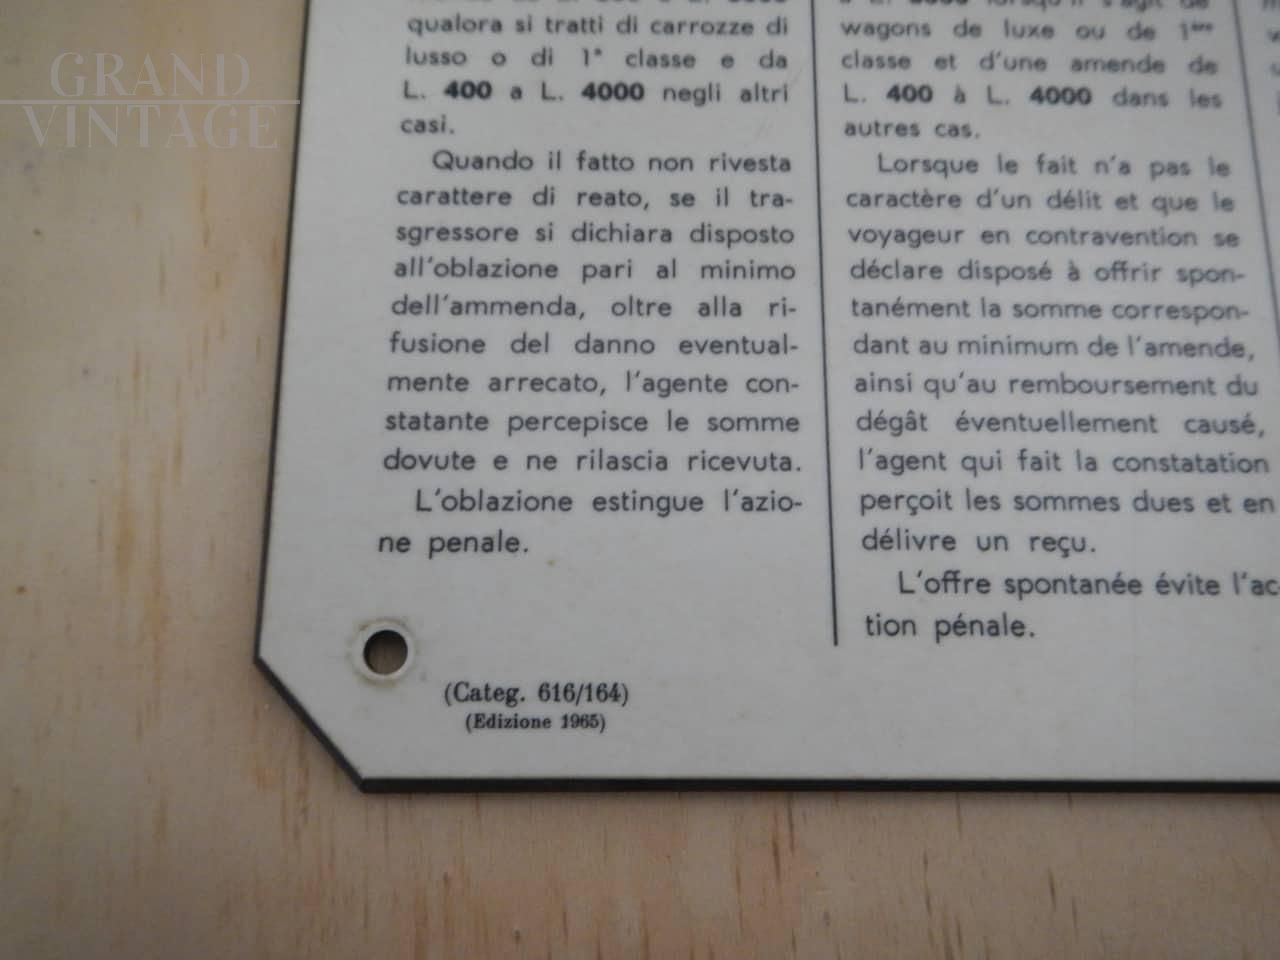 GRAND
VINTAGE
qualora si tratti di carrozze di
lusso o di 1ª classe e da
L. 400 a L. 4000 negli altri
casi.
Quando il fatto non rivesta
carattere di reato, se il tra-
sgressore si dichiara disposto
all'oblazione pari al minimo
dell'ammenda, oltre alla ri-
fusione del danno eventual-
mente arrecato, l'agente con-
statante percepisce le somme
dovute e ne rilascia ricevuta.
L'oblazione estingue l'azio-
ne penale.
(Categ. 616/164)
(Edizione 1965)
wagons de luxe ou de 1ère
classe et d'une amende de
L. 400 à L. 4000 dans les
autres cas.
Lorsque le fait n'a pas le
caractère d'un délit et que le
voyageur en contravention se
déclare disposé à offrir spon-
tanément la somme correspon-
dant au minimum de l'amende,
ainsi qu'au remboursement du
dégât éventuellement causé,
l'agent qui fait la constatation
perçoit les sommes dues et en
délivre un reçu.
L'offre spontanée évite l'ac-
tion pénale.